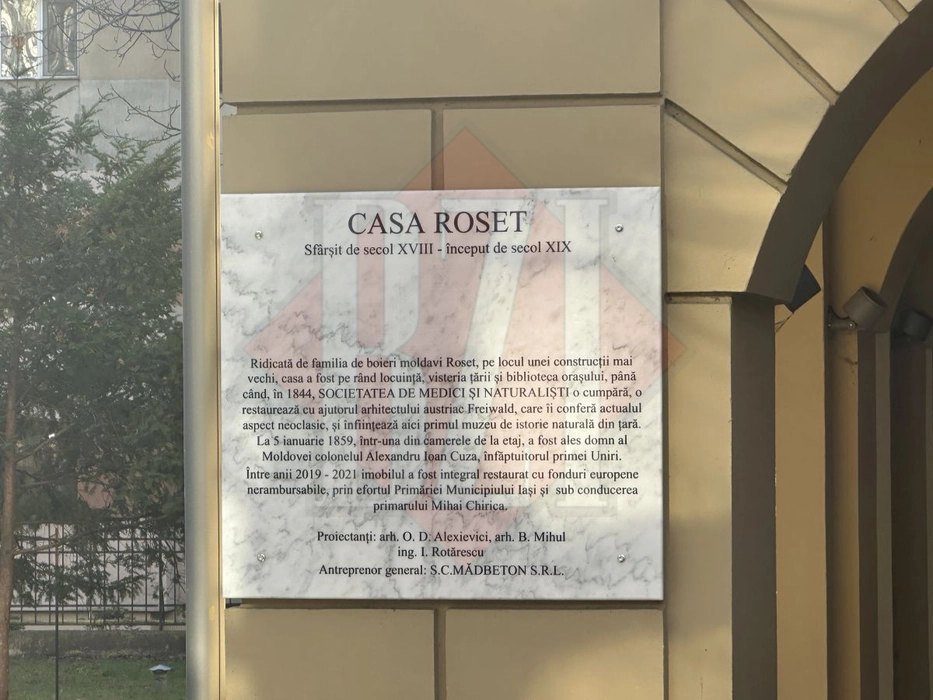 CASA ROSET
Sfârșit de secol XVIII - început de secol XIX
Ridicată de familia de boieri moldavi Roset, pe locul unei construcții mai
vechi, casa a fost pe rând locuință, visteria țării și biblioteca orașului, până
când, în 1844, SOCIETATEA DE MEDICI ȘI NATURALIȘTI o cumpără, o
restaurează cu ajutorul arhitectului austriac Freiwald, care îi conferă actualul
aspect neoclasic, și înființează aici primul muzeu de istorie naturală din țară.
La 5 ianuarie 1859, într-una din camerele de la etaj, a fost ales domn al
Moldovei colonelul Alexandru Ioan Cuza, înfăptuitorul primei Uniri.
Între anii 2019 - 2021 imobilul a fost integral restaurat cu fonduri europene
nerambursabile, prin efortul Primăriei Municipiului Iași și sub conducerea
primarului Mihai Chirica.
Proiectanți: arh. O. D. Alexievici, arh. B. Mihul
ing. I. Rotărescu
Antreprenor general: S.C.MĂDBETON S.R.L.
BZI